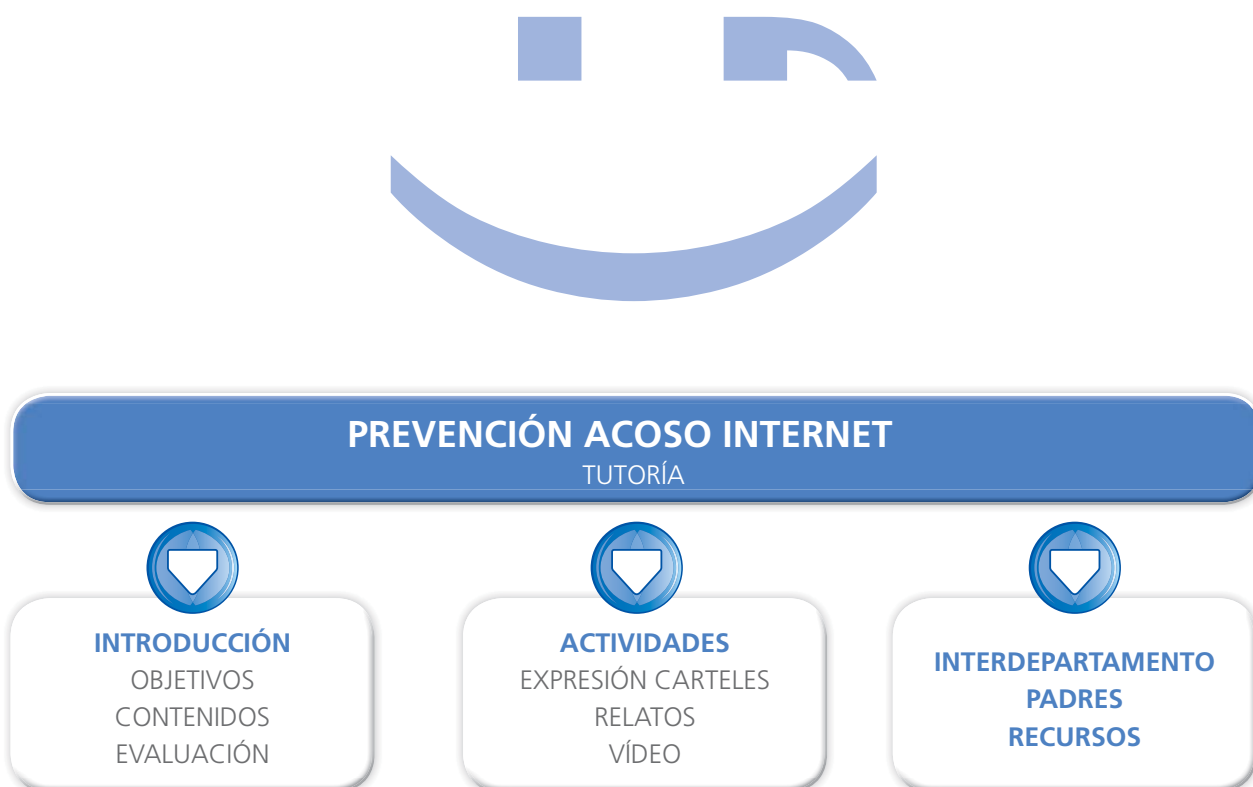 PREVENCIÓN ACOSO INTERNET
TUTORÍA
INTRODUCCIÓN
OBJETIVOS
CONTENIDOS
EVALUACIÓN
ACTIVIDADES
EXPRESIÓN CARTELES
RELATOS
VÍDEO
INTERDEPARTAMENTO
PADRES
RECURSOS